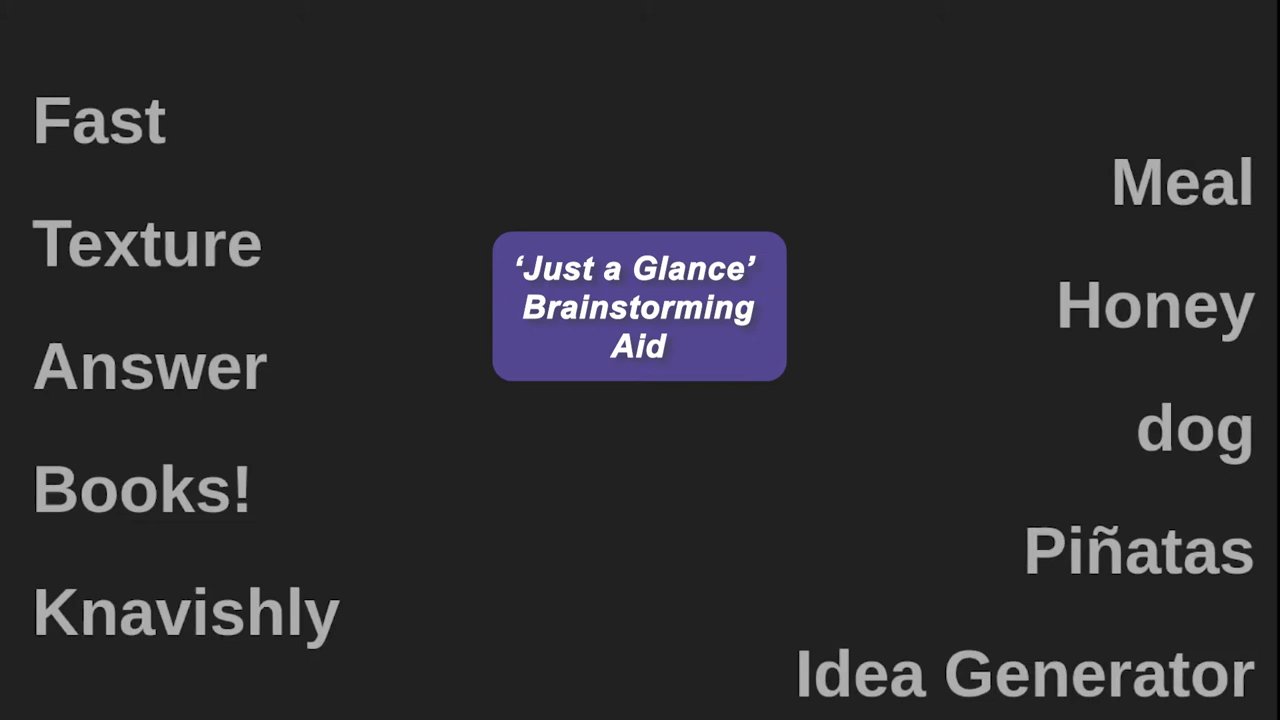 Fast
Texture
Answer
Books!
Knavishly
‘Just a Glance’
Brainstorming
Aid
Meal
Honey
dog
Piñatas
Idea Generator